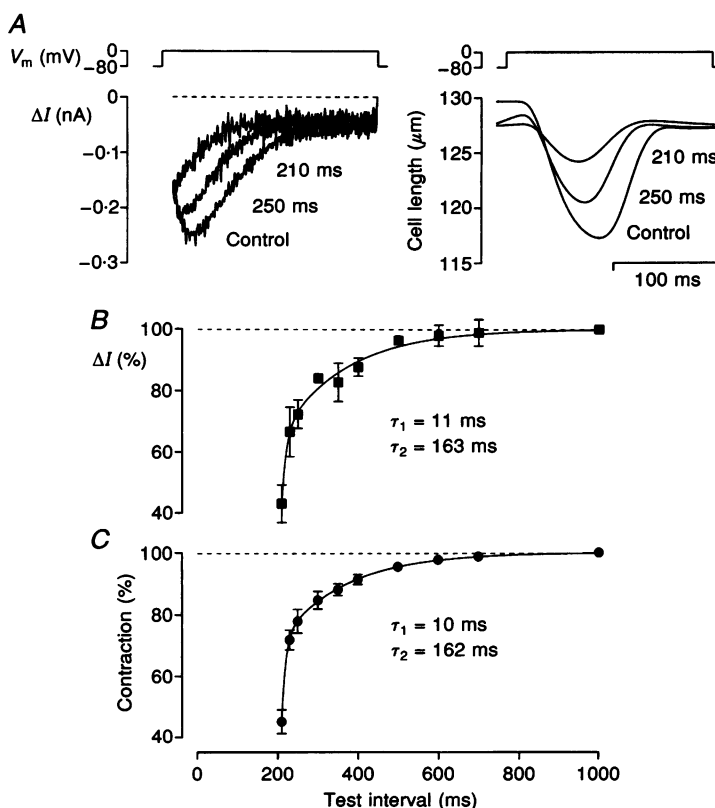 A
Vm (mV)
0
−80
0
−80
ΔI (nA)
0
−0·1
−0·2
−0·3
210 ms
250 ms
Control
Cell length (μm)
130
125
120
115
210 ms
250 ms
Control
100 ms
B
ΔI (%)
100
80
60
40
τ1 = 11 ms
τ2 = 163 ms
C
Contraction (%)
100
80
60
40
τ1 = 10 ms
τ2 = 162 ms
0 200 400 600 800 1000
Test interval (ms)